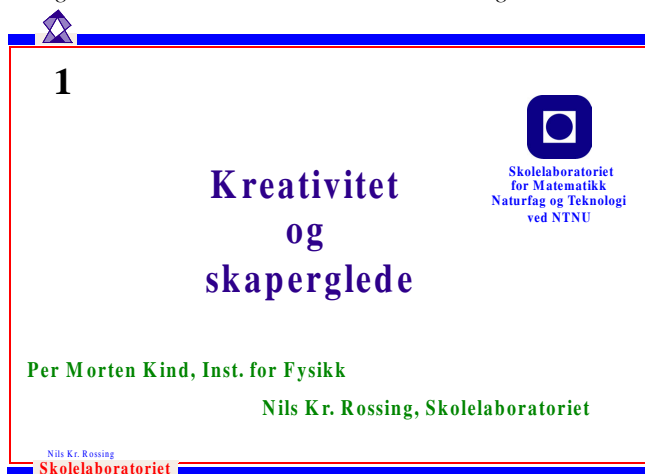 1
Skolelaboratoriet
for Matematikk
Naturfag og Teknologi
ved NTNU
Kreativitet
og
skaperglede
Per Morten Kind, Inst. for Fysikk
Nils Kr. Rossing, Skolelaboratoriet
Nils Kr. Rossing
Skolelaboratoriet